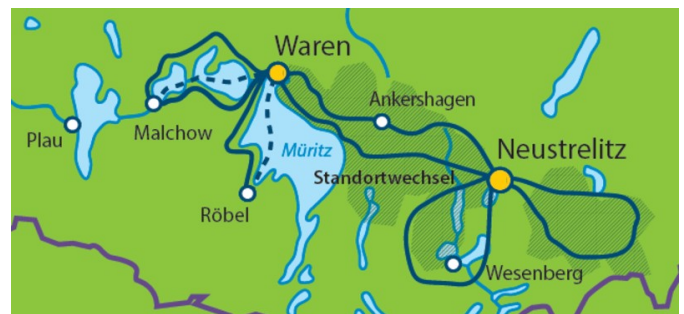 Waren
Ankershagen
Plau
Malchow
Müritz
Neustrelitz
Standortwechsel
Röbel
Wesenberg